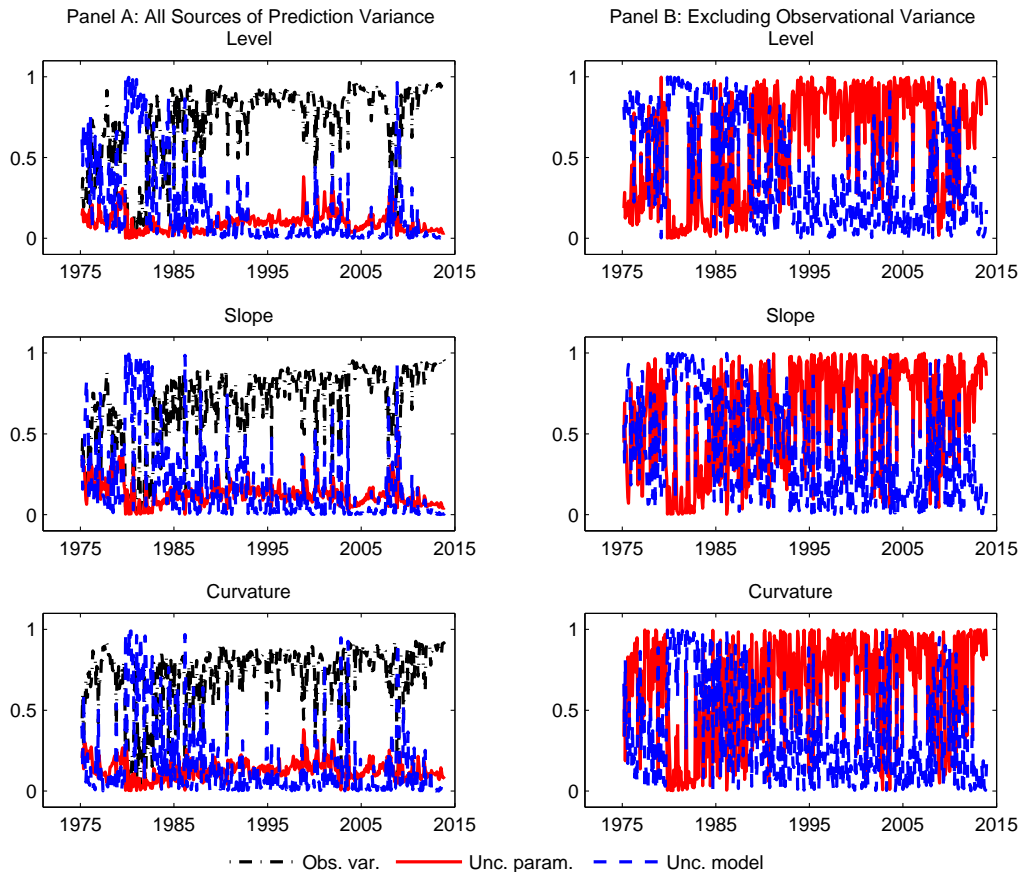 Panel A: All Sources of Prediction Variance
Level
1
0.5
0
1975 1985 1995 2005 2015
Slope
1
0.5
0
1975 1985 1995 2005 2015
Curvature
1
0.5
0
1975 1985 1995 2005 2015
Panel B: Excluding Observational Variance
Level
1
0.5
0
1975 1985 1995 2005 2015
Slope
1
0.5
0
1975 1985 1995 2005 2015
Curvature
1
0.5
0
1975 1985 1995 2005 2015
Obs. var. Unc. param. Unc. model